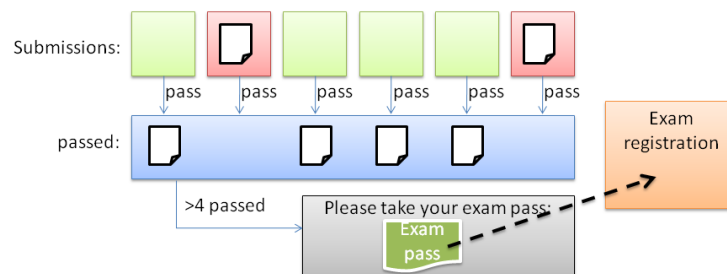 Submissions:
pass pass pass pass pass pass
passed:
Exam
registration
>4 passed
Please take your exam pass:
Exam
pass